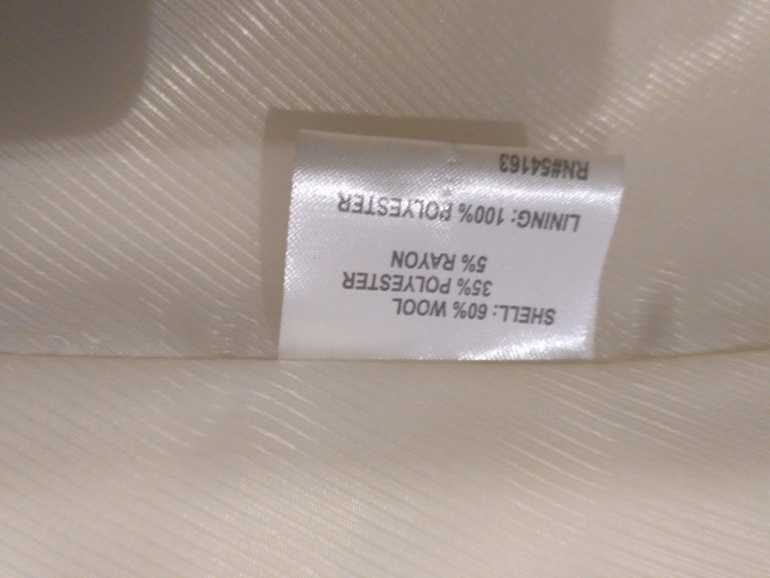 SHELL: 60% WOOL
35% POLYESTER
5% RAYON
LINING: 100% POLYESTER
RN#54163